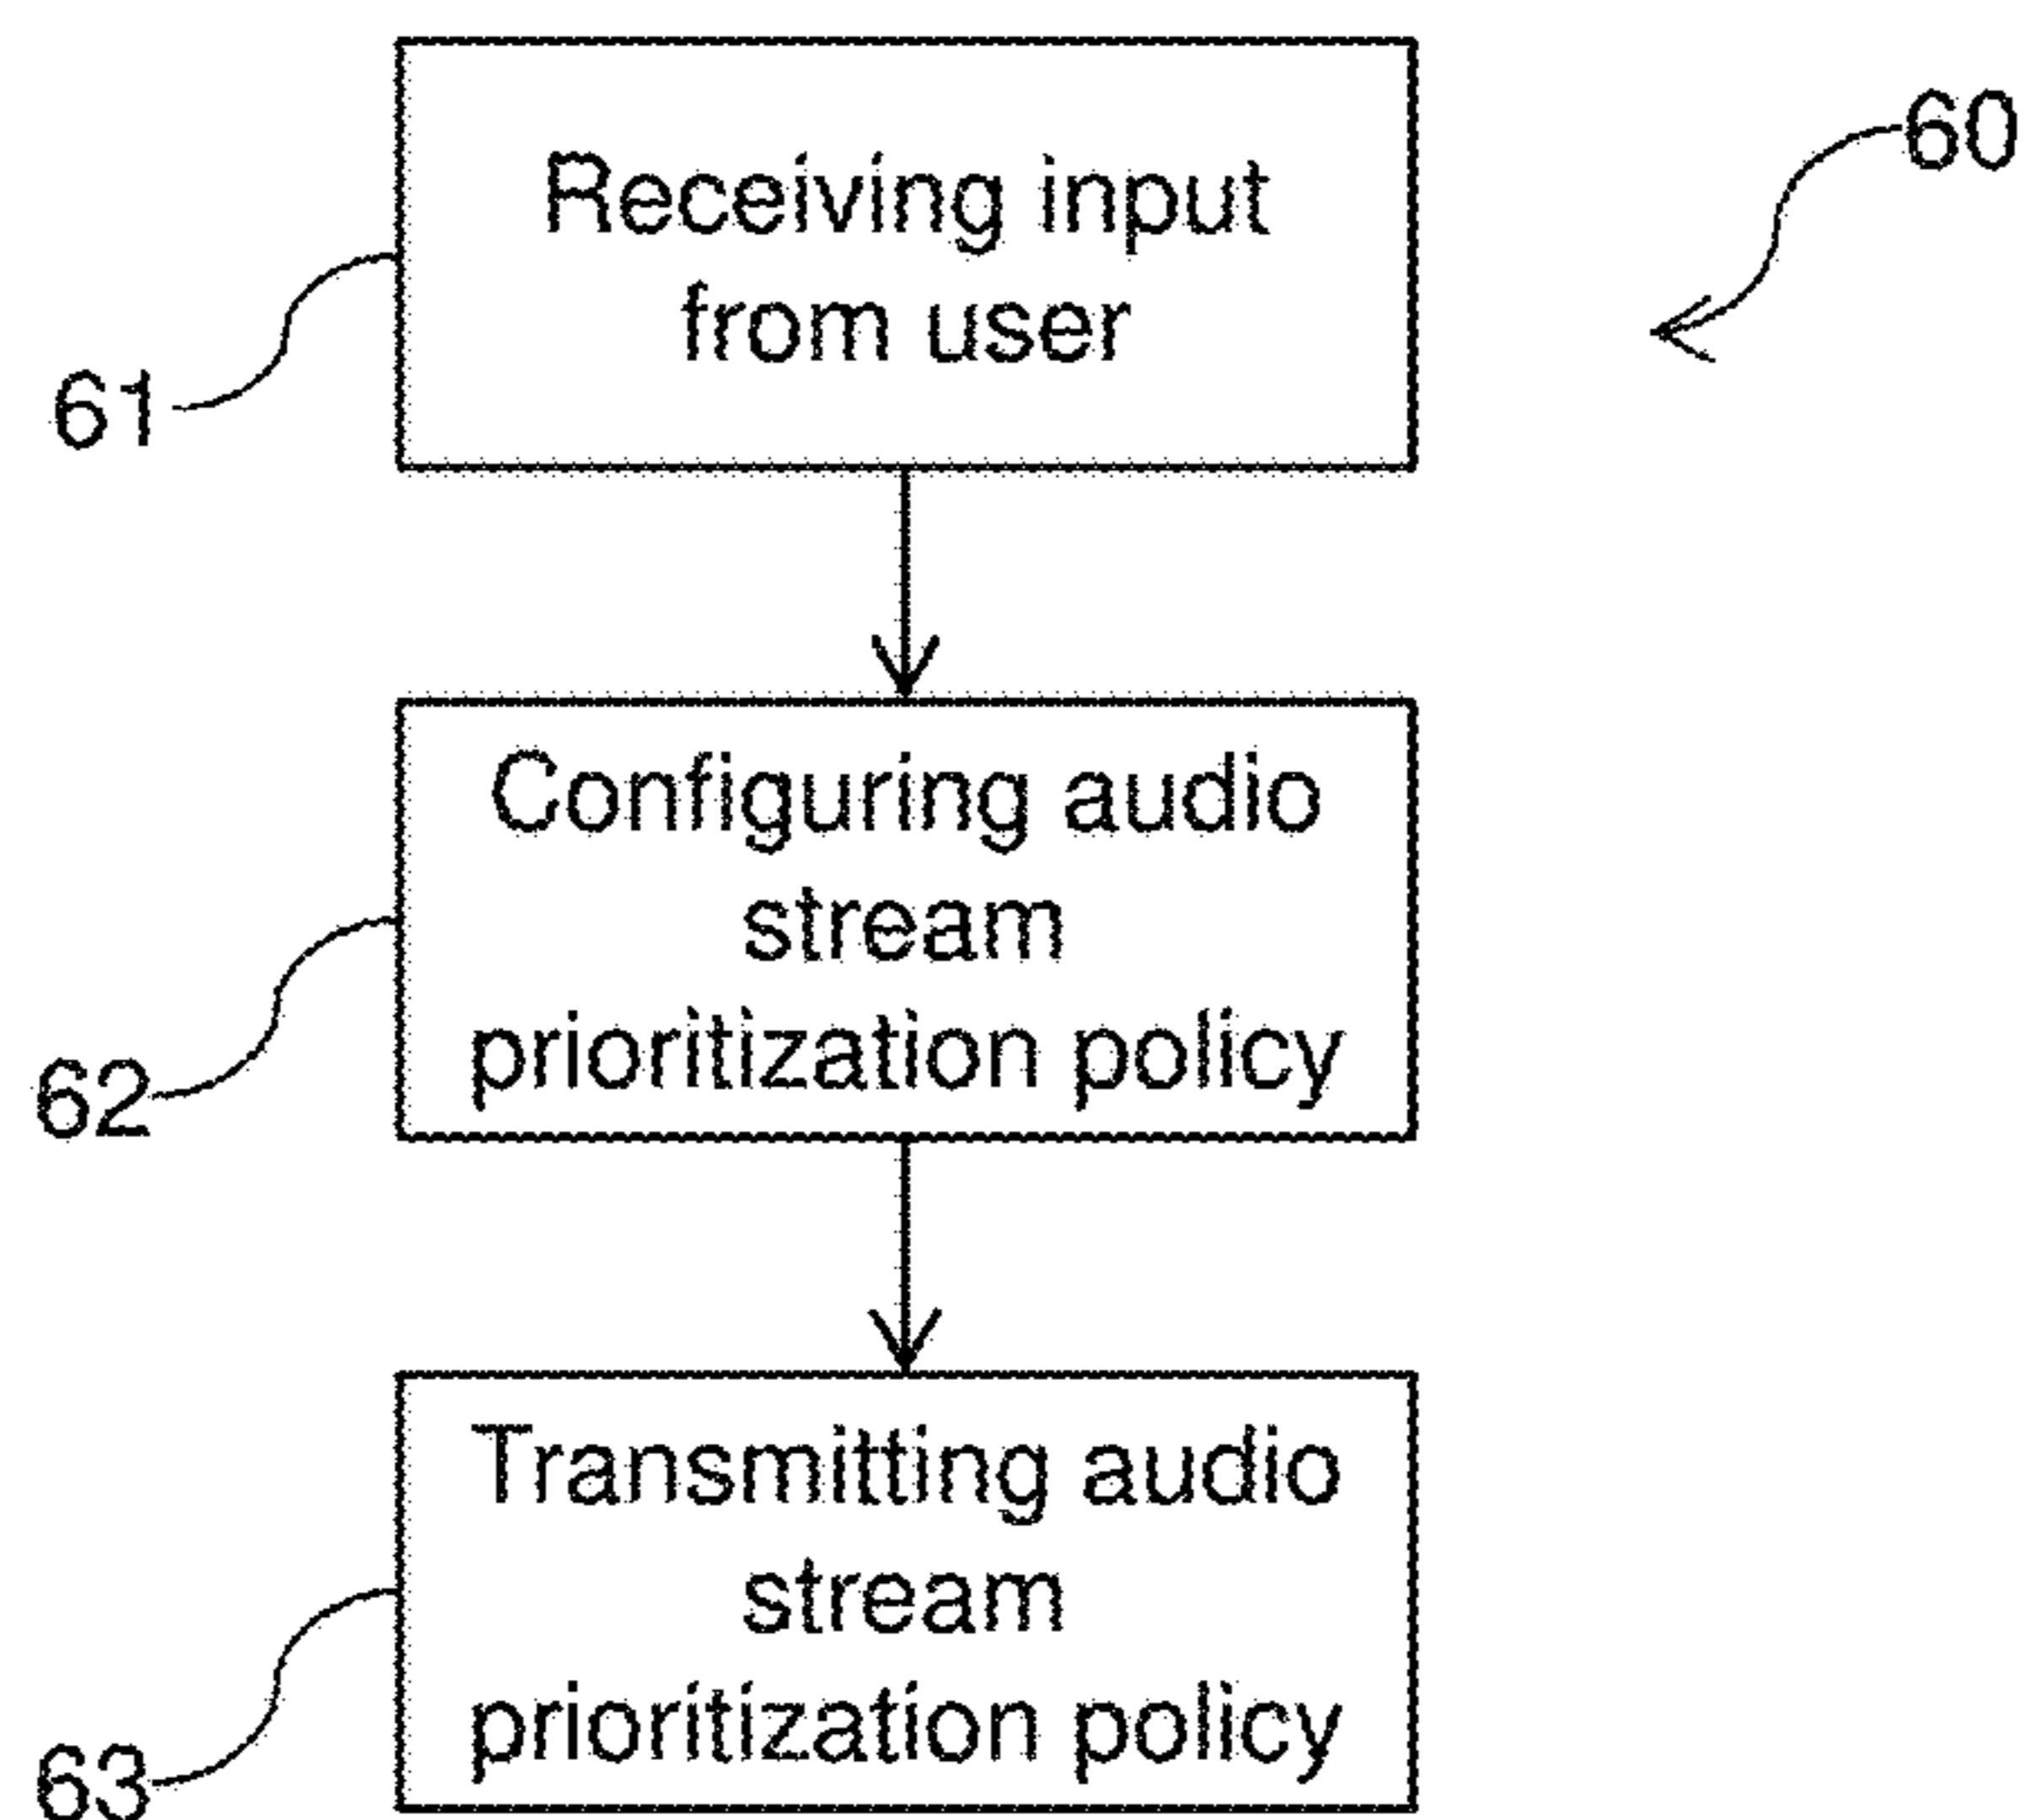 60
Receiving input
from user
61
Configuring audio
stream
prioritization policy
62
Transmitting audio
stream
prioritization policy
63